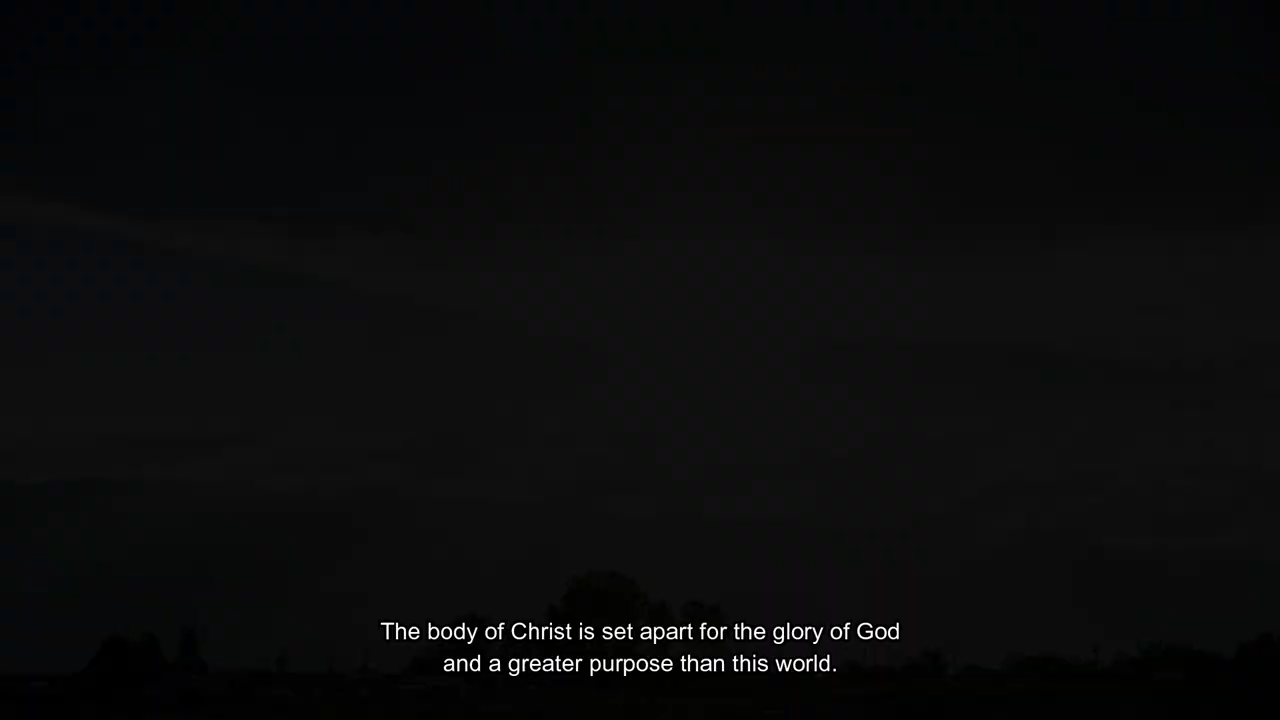 The body of Christ is set apart for the glory of God
and a greater purpose than this world.